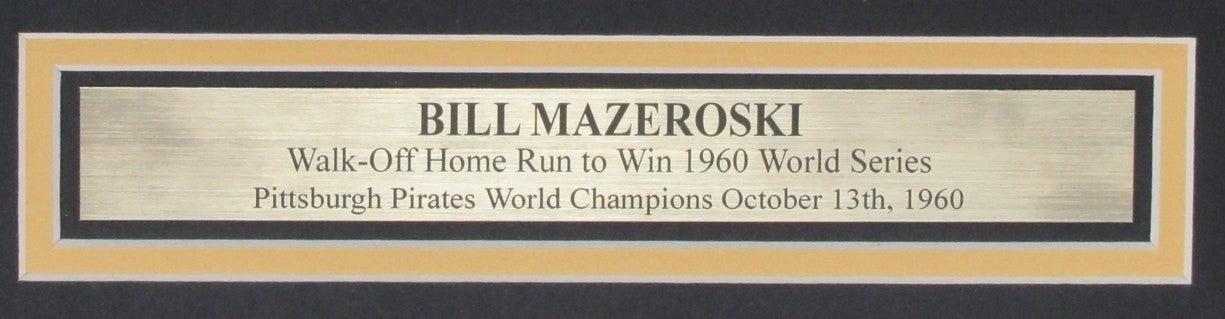 BILL MAZEROSKI
Walk-Off Home Run to Win 1960 World Series
Pittsburgh Pirates World Champions October 13th, 1960